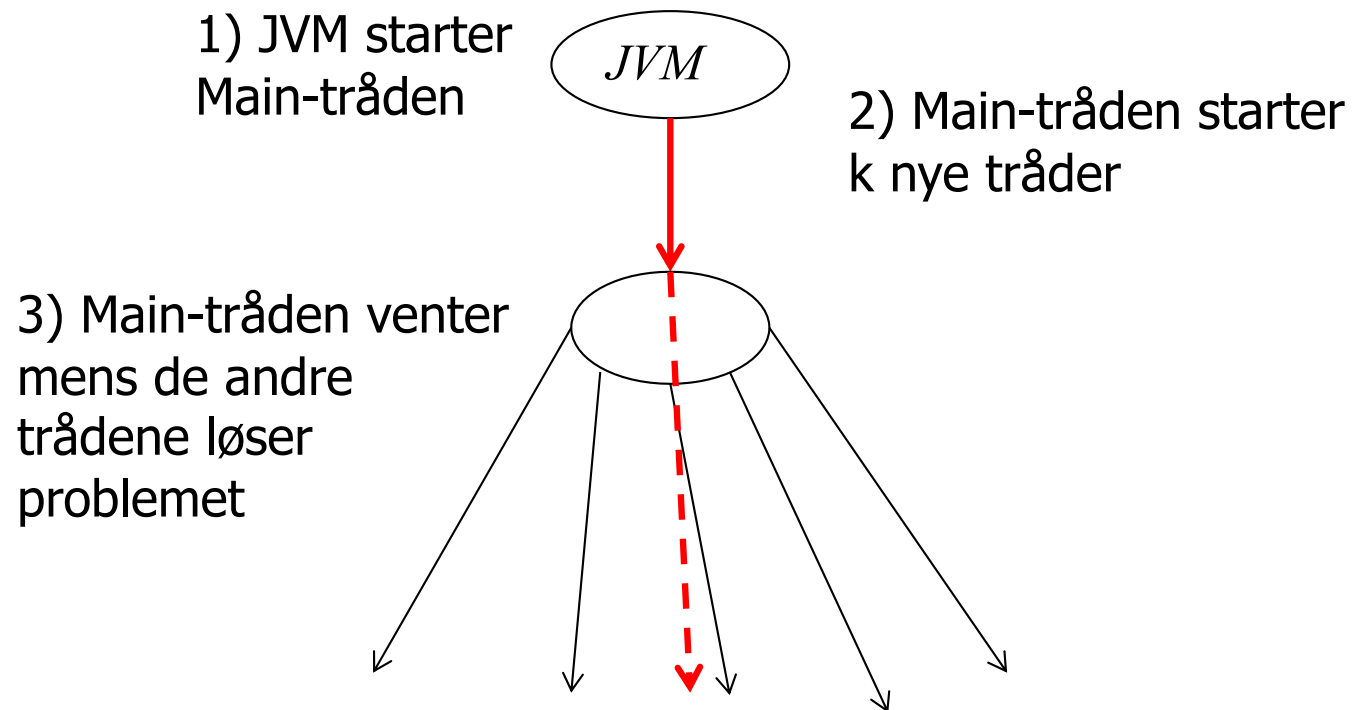 1) JVM starter
Main-tråden
JVM
2) Main-tråden starter
k nye tråder
3) Main-tråden venter
mens de andre
trådene løser
problemet